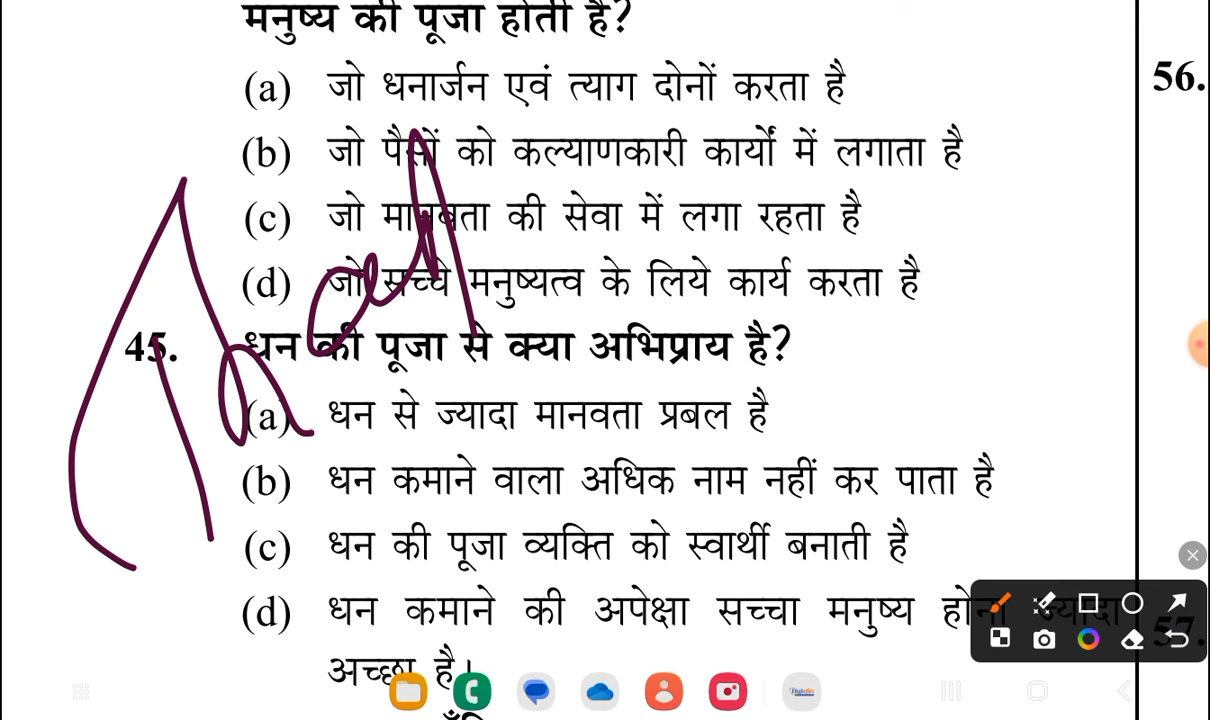 मनुष्य की पूजा होती है?
(a) जो धनार्जन एवं त्याग दोनों करता है
56.
(b) जो पैसों को कल्याणकारी कार्यों में लगाता है
(c) जो मानवता की सेवा में लगा रहता है
(d) जो सच्चे मनुष्यत्व के लिये कार्य करता है
45. धन की पूजा से क्या अभिप्राय है?
(a) धन से ज्यादा मानवता प्रबल है
(b) धन कमाने वाला अधिक नाम नहीं कर पाता है
(c) धन की पूजा व्यक्ति को स्वार्थी बनाती है
(d) धन कमाने की अपेक्षा सच्चा मनुष्य होना ज्यादा
57.
अच्छा है।